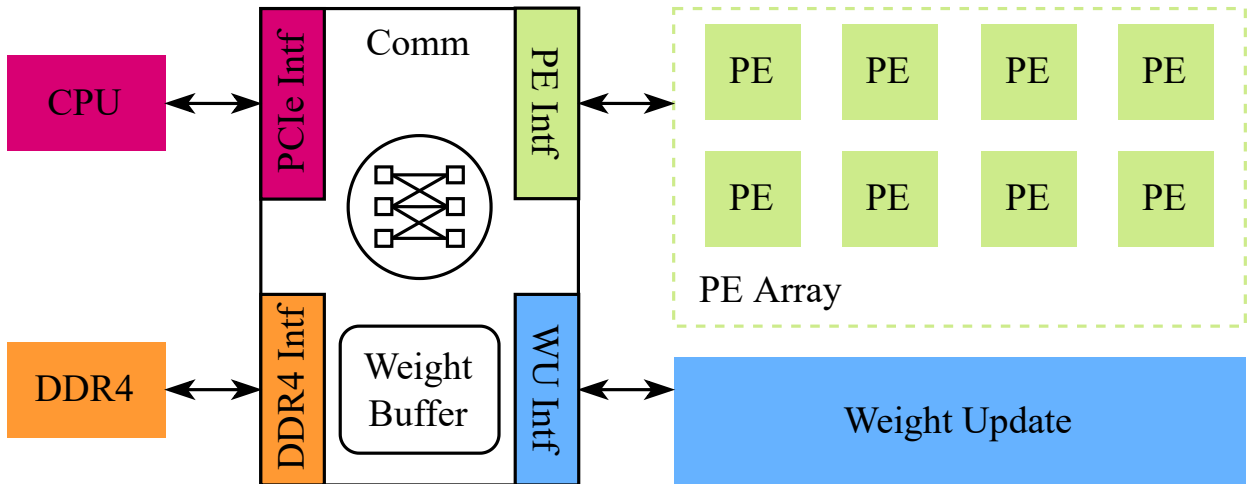 CPU
PCIe Intf
Comm
PE Intf
PE PE PE PE
PE PE PE PE
PE Array
DDR4
DDR4 Intf
Weight
Buffer
WU Intf
Weight Update